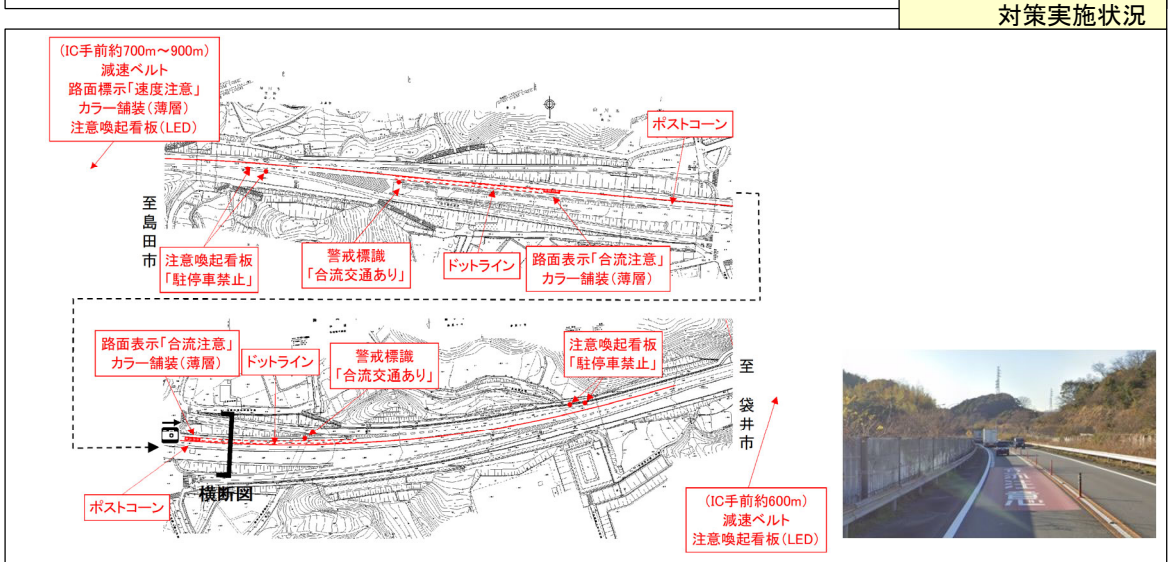 対策実施状況
(IC手前約700m～900m)
減速ベルト
路面標示「速度注意」
カラー舗装(薄層)
注意喚起看板(LED)
ポストコーン
至島田市
注意喚起看板
「駐停車禁止」
警戒標識
「合流交通あり」
ドットライン
路面表示「合流注意」
カラー舗装(薄層)
路面表示「合流注意」
カラー舗装(薄層)
ドットライン
警戒標識
「合流交通あり」
注意喚起看板
「駐停車禁止」
至 袋井市
横断図
ポストコーン
(IC手前約600m)
減速ベルト
注意喚起看板(LED)